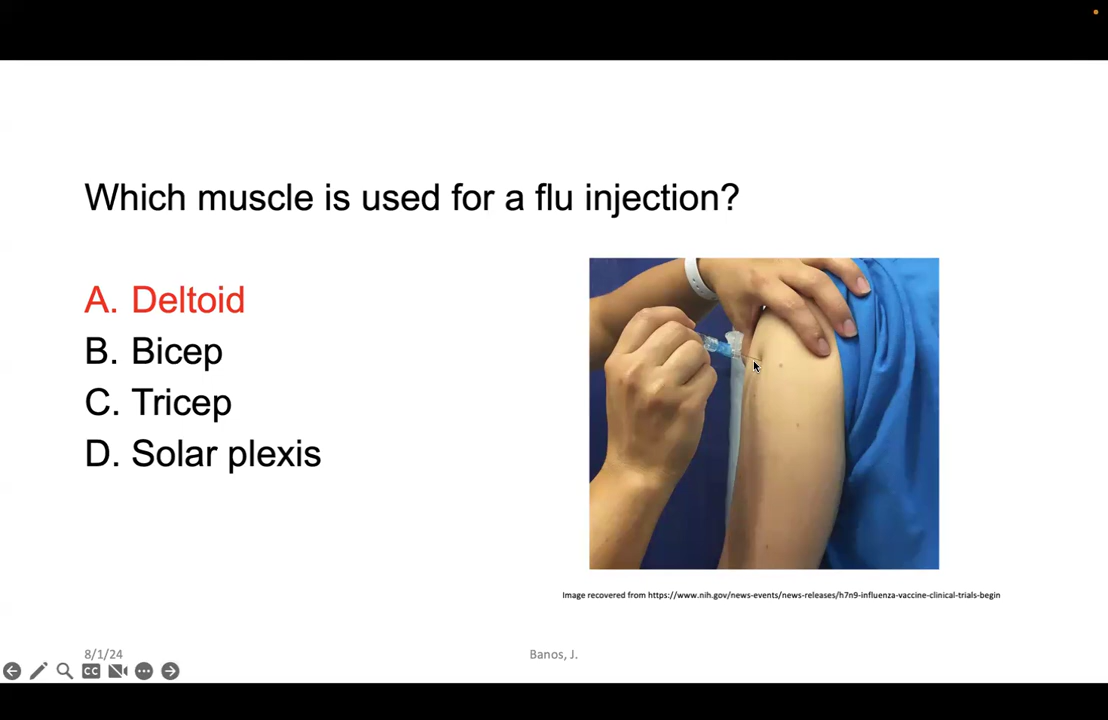 Which muscle is used for a flu injection?
A. Deltoid
B. Bicep
C. Tricep
D. Solar plexis
Image recovered from https://www.nih.gov/news-events/news-releases/h7n9-influenza-vaccine-clinical-trials-begin
8/1/24
Banos, J.
CC